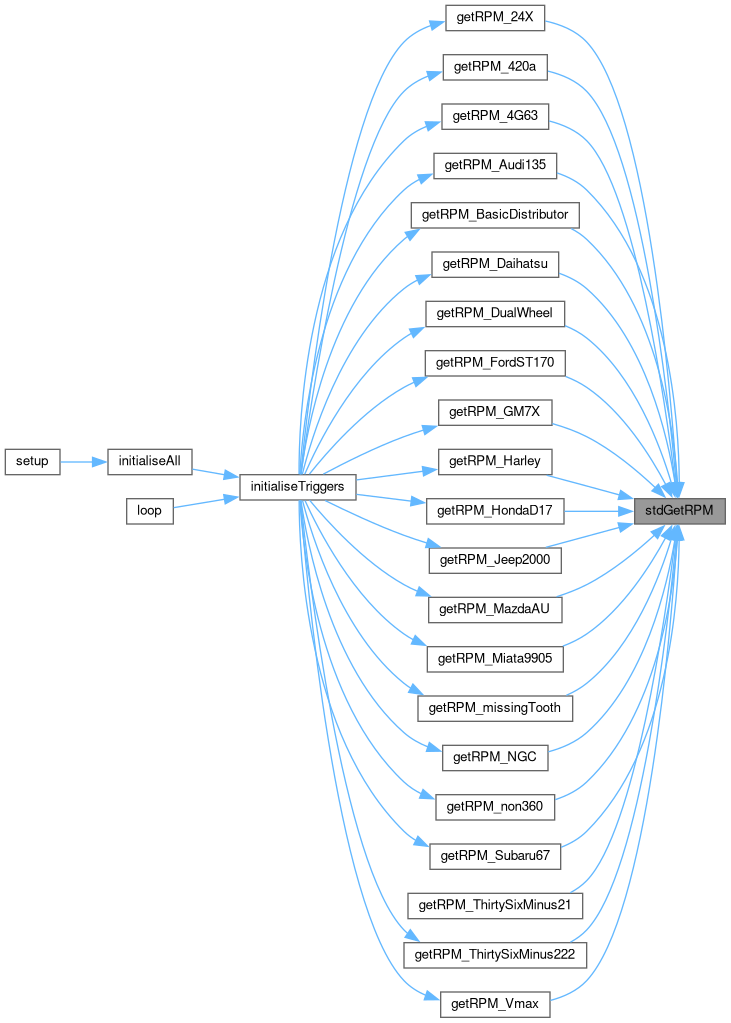 getRPM_24X
getRPM_420a
getRPM_4G63
getRPM_Audi135
getRPM_BasicDistributor
getRPM_Daihatsu
getRPM_DualWheel
getRPM_FordST170
getRPM_GM7X
setup
initialiseAll
getRPM_Harley
initialiseTriggers
loop
getRPM_HondaD17
stdGetRPM
getRPM_Jeep2000
getRPM_MazdaAU
getRPM_Miata9905
getRPM_missingTooth
getRPM_NGC
getRPM_non360
getRPM_Subaru67
getRPM_ThirtySixMinus21
getRPM_ThirtySixMinus222
getRPM_Vmax